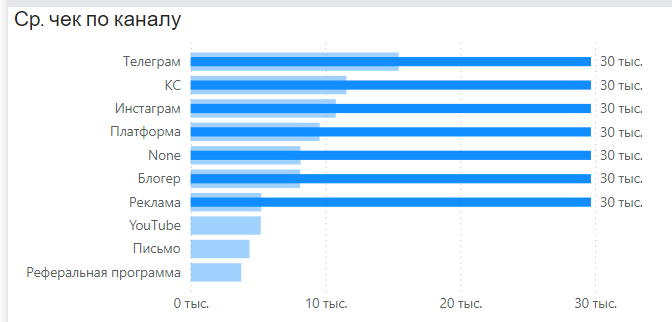 Ср. чек по каналу
Телеграм 30 тыс.
КС 30 тыс.
Инстаграм 30 тыс.
Платформа 30 тыс.
None 30 тыс.
Блогер 30 тыс.
Реклама 30 тыс.
YouTube
Письмо
Реферальная программа
0 тыс. 10 тыс. 20 тыс. 30 тыс.